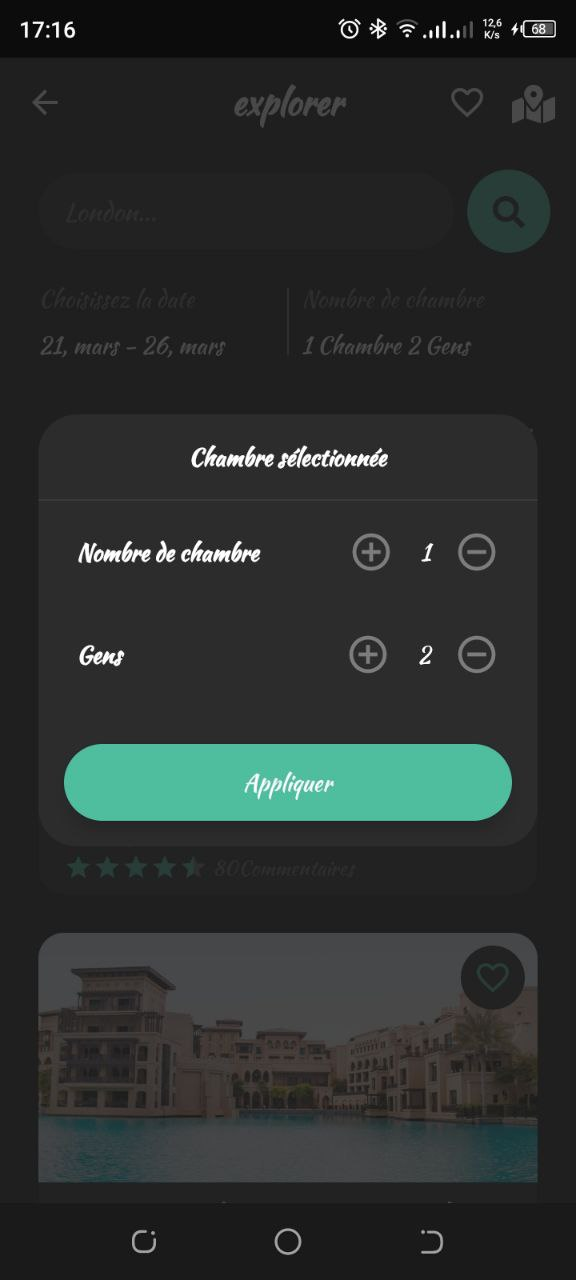 17:16
12,6
K/s
68
explorer
London...
Choisissez la date
Nombre de chambre
21, mars - 26, mars
1 Chambre 2 Gens
Chambre sélectionnée
Nombre de chambre
1
Gens
2
Appliquer
80Commentaires